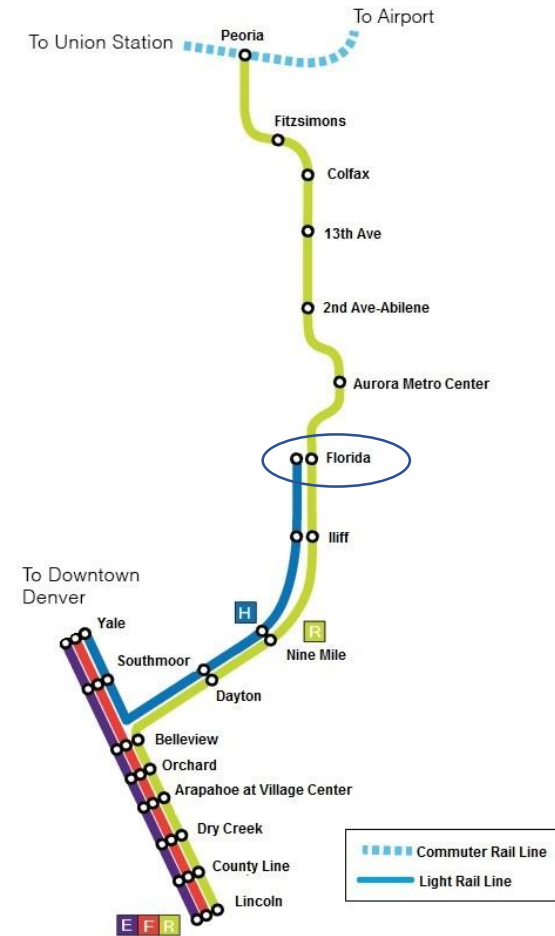 To Airport
To Union Station
Peoria
Fitzsimons
Colfax
13th Ave
2nd Ave-Abilene
Aurora Metro Center
Florida
Iliff
To Downtown
Denver
H
R
Yale
Nine Mile
Southmoor
Dayton
Belleview
Orchard
Arapahoe at Village Center
Dry Creek
County Line
Lincoln
E F R
Commuter Rail Line
Light Rail Line